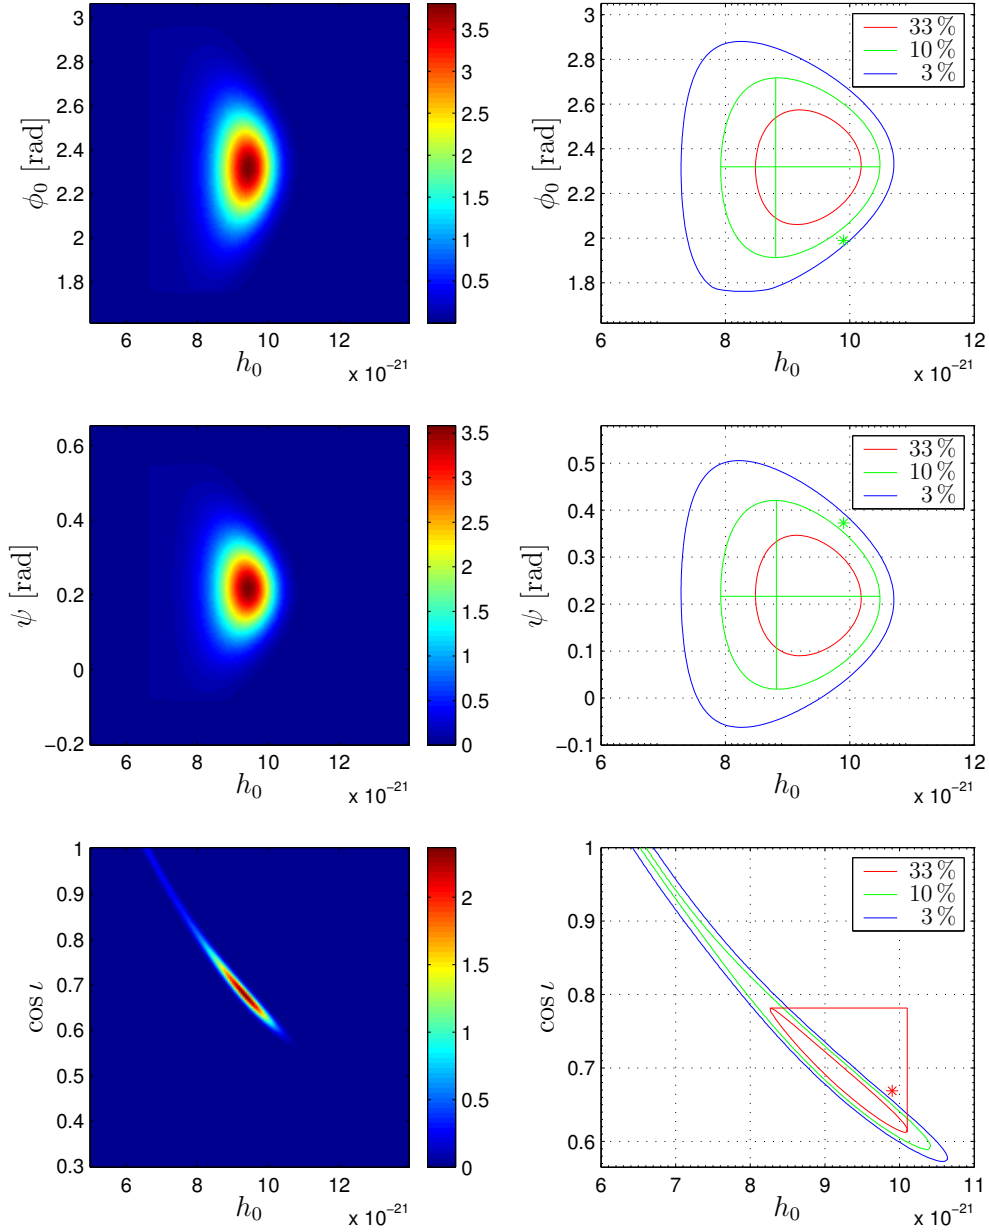 3
2.8
2.6
2.4
2.2
2
1.8
ϕ₀ [rad]
6 8 10 12
h₀
x 10⁻²¹
3.5
3
2.5
2
1.5
1
0.5
3
2.8
2.6
2.4
2.2
2
1.8
ϕ₀ [rad]
33 %
10 %
3 %
6 8 10 12
h₀
x 10⁻²¹
0.6
0.4
0.2
0
−0.2
ψ [rad]
6 8 10 12
h₀
x 10⁻²¹
3.5
3
2.5
2
1.5
1
0.5
0
0.5
0.4
0.3
0.2
0.1
0
−0.1
ψ [rad]
33 %
10 %
3 %
6 8 10 12
h₀
x 10⁻²¹
1
0.9
0.8
0.7
0.6
0.5
0.4
0.3
cos ι
6 8 10 12
h₀
x 10⁻²¹
2
1.5
1
0.5
0
1
0.9
0.8
0.7
0.6
cos ι
33 %
10 %
3 %
6 7 8 9 10 11
h₀
x 10⁻²¹